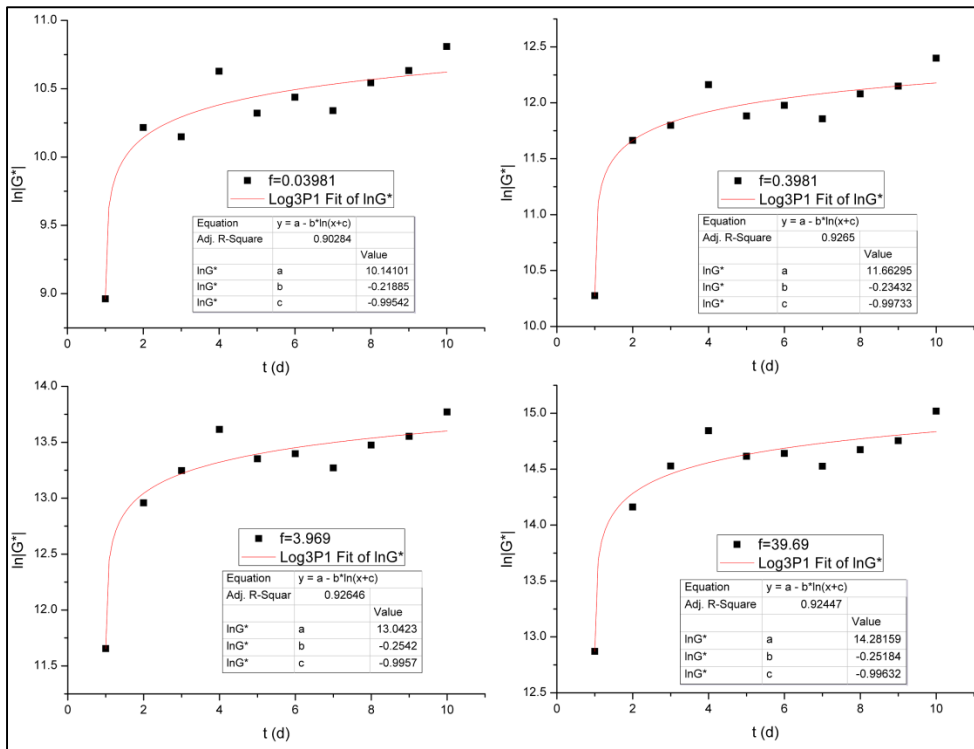 11.0
10.5
10.0
9.5
9.0
ln|G*|
0 2 4 6 8 10
t (d)
f=0.03981
Log3P1 Fit of lnG*
Equation y = a - b*ln(x+c)
Adj. R-Square 0.90284
Value
lnG* a 10.14101
lnG* b -0.21885
lnG* c -0.99542
12.5
12.0
11.5
11.0
10.5
10.0
ln|G*|
0 2 4 6 8 10
t (d)
f=0.3981
Log3P1 Fit of lnG*
Equation y = a - b*ln(x+c)
Adj. R-Square 0.9265
Value
lnG* a 11.66295
lnG* b -0.23432
lnG* c -0.99733
14.0
13.5
13.0
12.5
12.0
11.5
ln|G*|
0 2 4 6 8 10
t (d)
f=3.969
Log3P1 Fit of lnG*
Equation y = a - b*ln(x+c)
Adj. R-Squar 0.92646
Value
lnG* a 13.0423
lnG* b -0.2542
lnG* c -0.9957
15.0
14.5
14.0
13.5
13.0
12.5
ln|G*|
0 2 4 6 8 10
t (d)
f=39.69
Log3P1 Fit of lnG*
Equation y = a - b*ln(x+c)
Adj. R-Square 0.92447
Value
lnG* a 14.28159
lnG* b -0.25184
lnG* c -0.99632